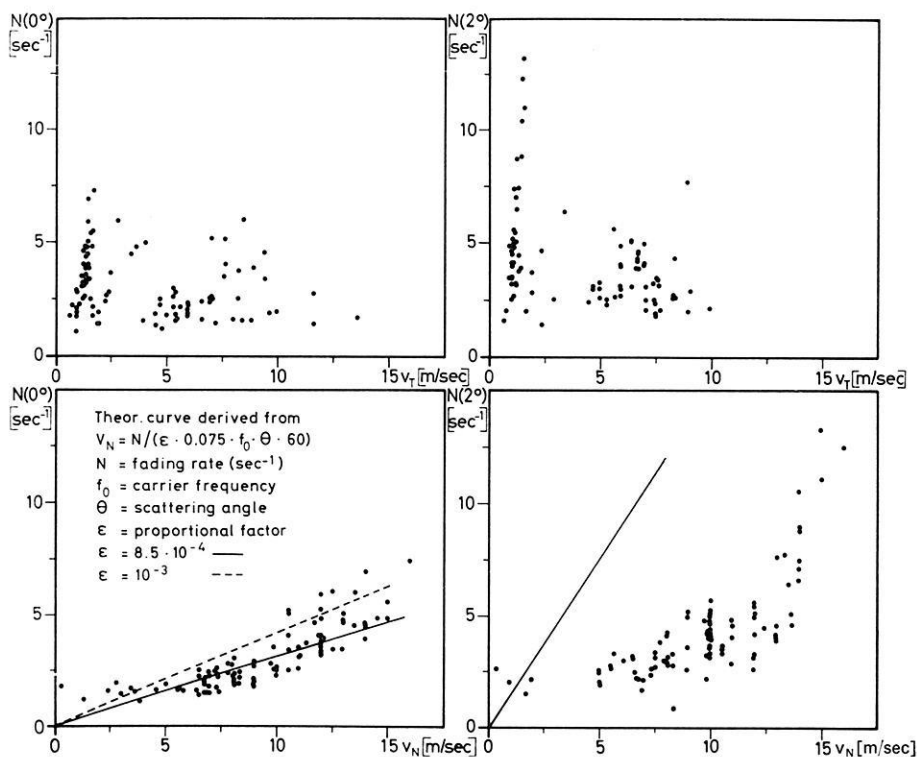 N(0°)
[sec⁻¹]
10
5
0
0
5
10
15 v_T [m/sec]
N(2°)
[sec⁻¹]
10
5
0
0
5
10
15 v_T [m/sec]
N(0°)
[sec⁻¹]
Theor. curve derived from
V_N = N/(ε · 0.075 · f₀ · θ · 60)
N = fading rate (sec⁻¹)
f₀ = carrier frequency
θ = scattering angle
ε = proportional factor
ε = 8.5 · 10⁻⁴ —
ε = 10⁻³ ---
10
5
0
0
5
10
15 v_N [m/sec]
N(2°)
[sec⁻¹]
10
5
0
0
5
10
15 v_N [m/sec]